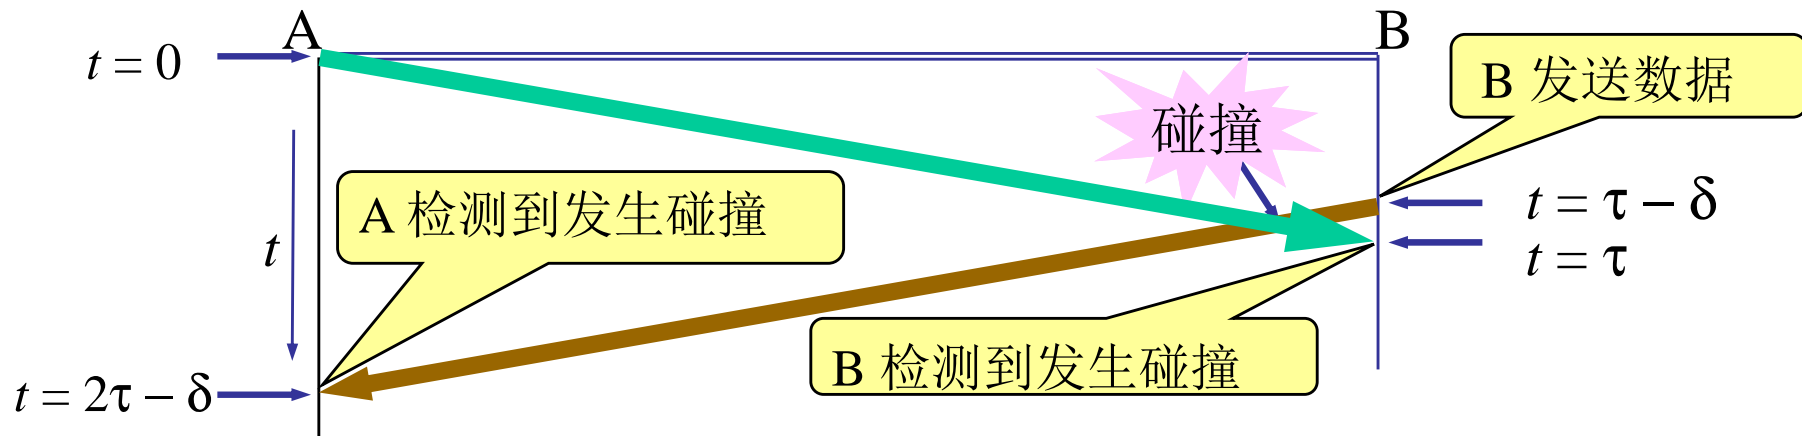 A
B
t = 0
B 发送数据
碰撞
A 检测到发生碰撞
t = τ − δ
t
t = τ
B 检测到发生碰撞
t = 2τ − δ